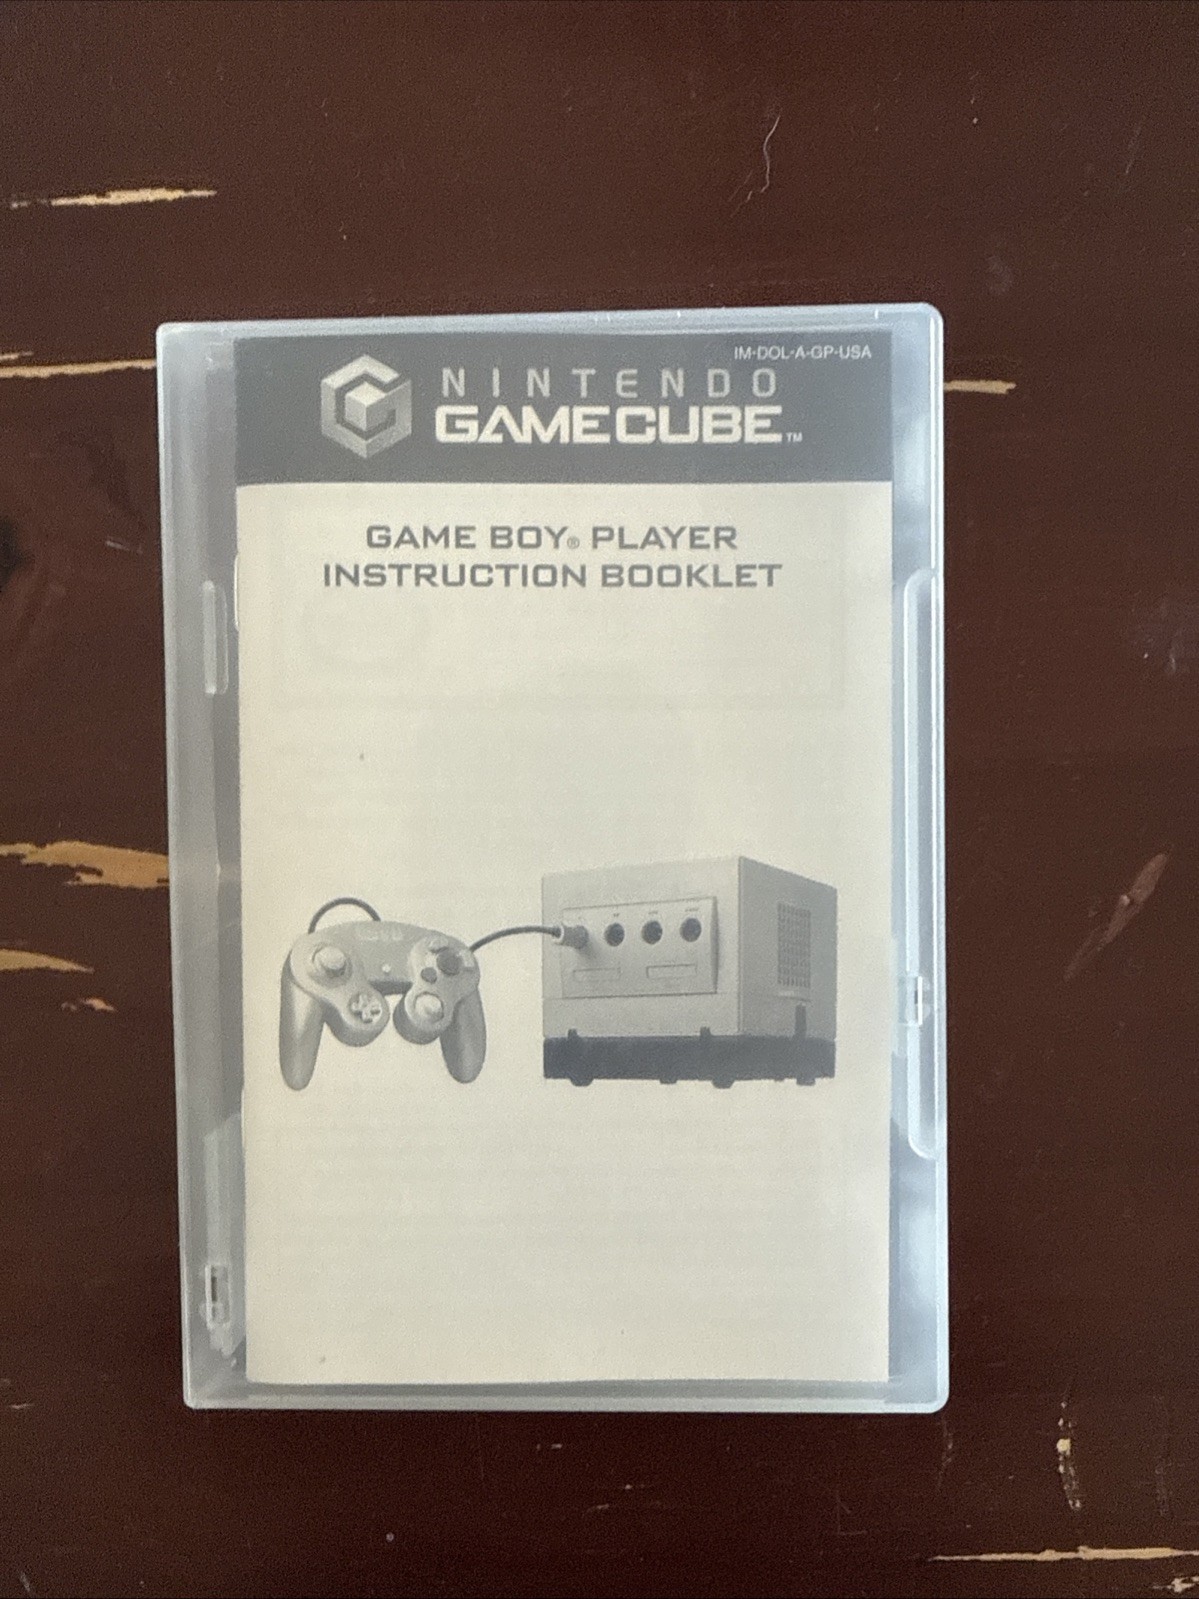 IM-DOL-A-GP-USA
NINTENDO
GAMECUBE™
GAME BOY® PLAYER
INSTRUCTION BOOKLET